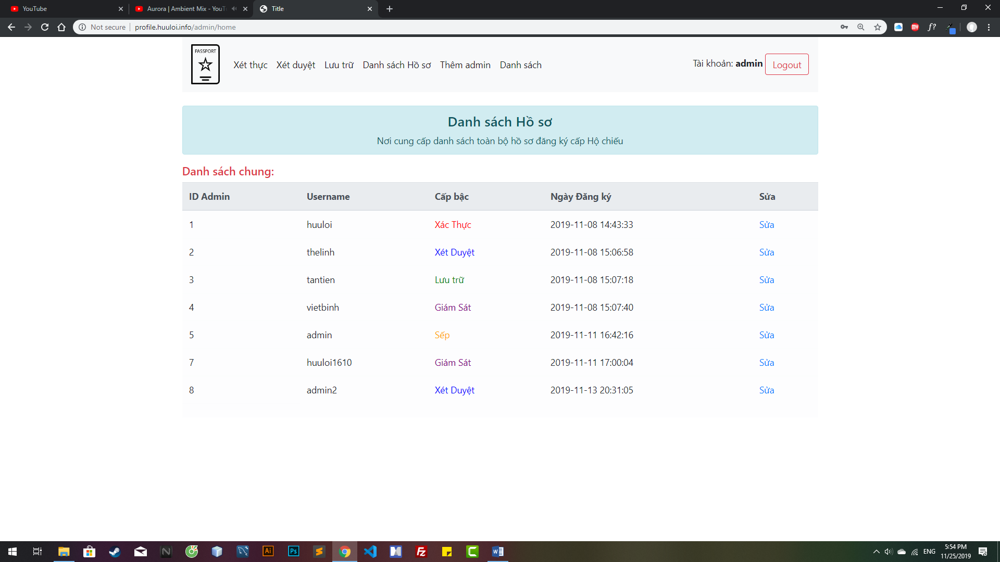 YouTube
Aurora | Ambient Mix - YouTu
Title
Not secure
profile.huuloi.info/admin/home
MY
f?
PASSPORT
Xét thực
Xét duyệt
Lưu trữ
Danh sách Hồ sơ
Thêm admin
Danh sách
Tài khoản: admin
Logout
Danh sách Hồ sơ
Nơi cung cấp danh sách toàn bộ hồ sơ đăng ký cấp Hộ chiếu
Danh sách chung:
ID Admin Username Cấp bậc Ngày Đăng ký Sửa
1 huuloi Xác Thực 2019-11-08 14:43:33 Sửa
2 thelinh Xét Duyệt 2019-11-08 15:06:58 Sửa
3 tantien Lưu trữ 2019-11-08 15:07:18 Sửa
4 vietbinh Giám Sát 2019-11-08 15:07:40 Sửa
5 admin Sếp 2019-11-11 16:42:16 Sửa
7 huuloi1610 Giám Sát 2019-11-11 17:00:04 Sửa
8 admin2 Xét Duyệt 2019-11-13 20:31:05 Sửa
Ai
Ps
Fz
ENG
5:54 PM
11/25/2019